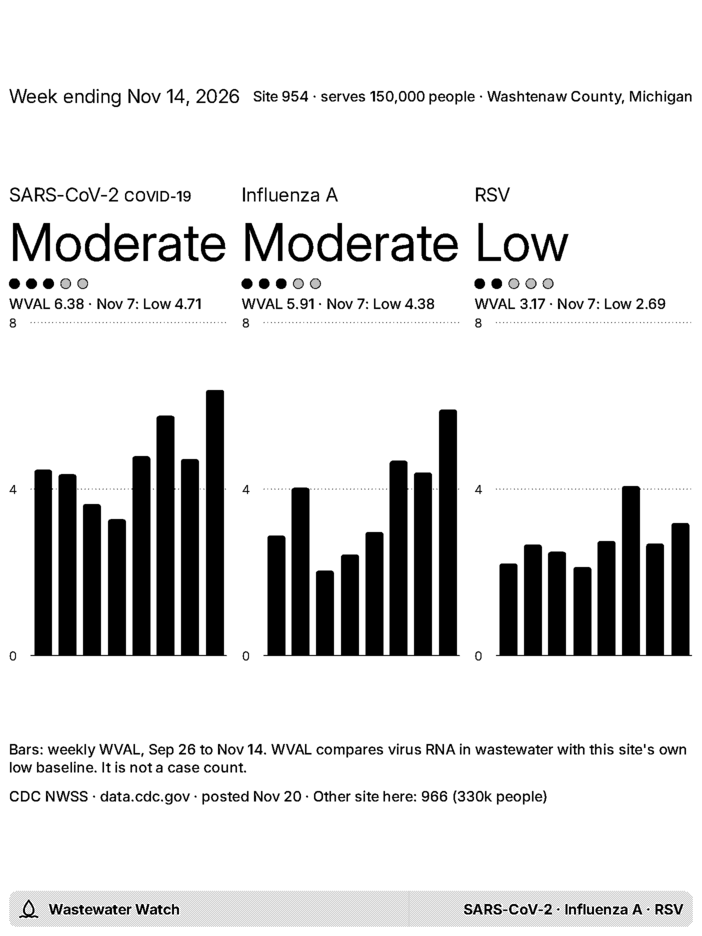 Week ending Nov 14, 2026 Site 954 · serves 150,000 people · Washtenaw County, Michigan
SARS-CoV-2 COVID-19
Moderate
WVAL 6.38 · Nov 7: Low 4.71
8
4
0
Influenza A
Moderate
WVAL 5.91 · Nov 7: Low 4.38
8
4
0
RSV
Low
WVAL 3.17 · Nov 7: Low 2.69
8
4
0
Bars: weekly WVAL, Sep 26 to Nov 14. WVAL compares virus RNA in wastewater with this site's own
low baseline. It is not a case count.
CDC NWSS · data.cdc.gov · posted Nov 20 · Other site here: 966 (330k people)
Wastewater Watch
SARS-CoV-2 · Influenza A · RSV